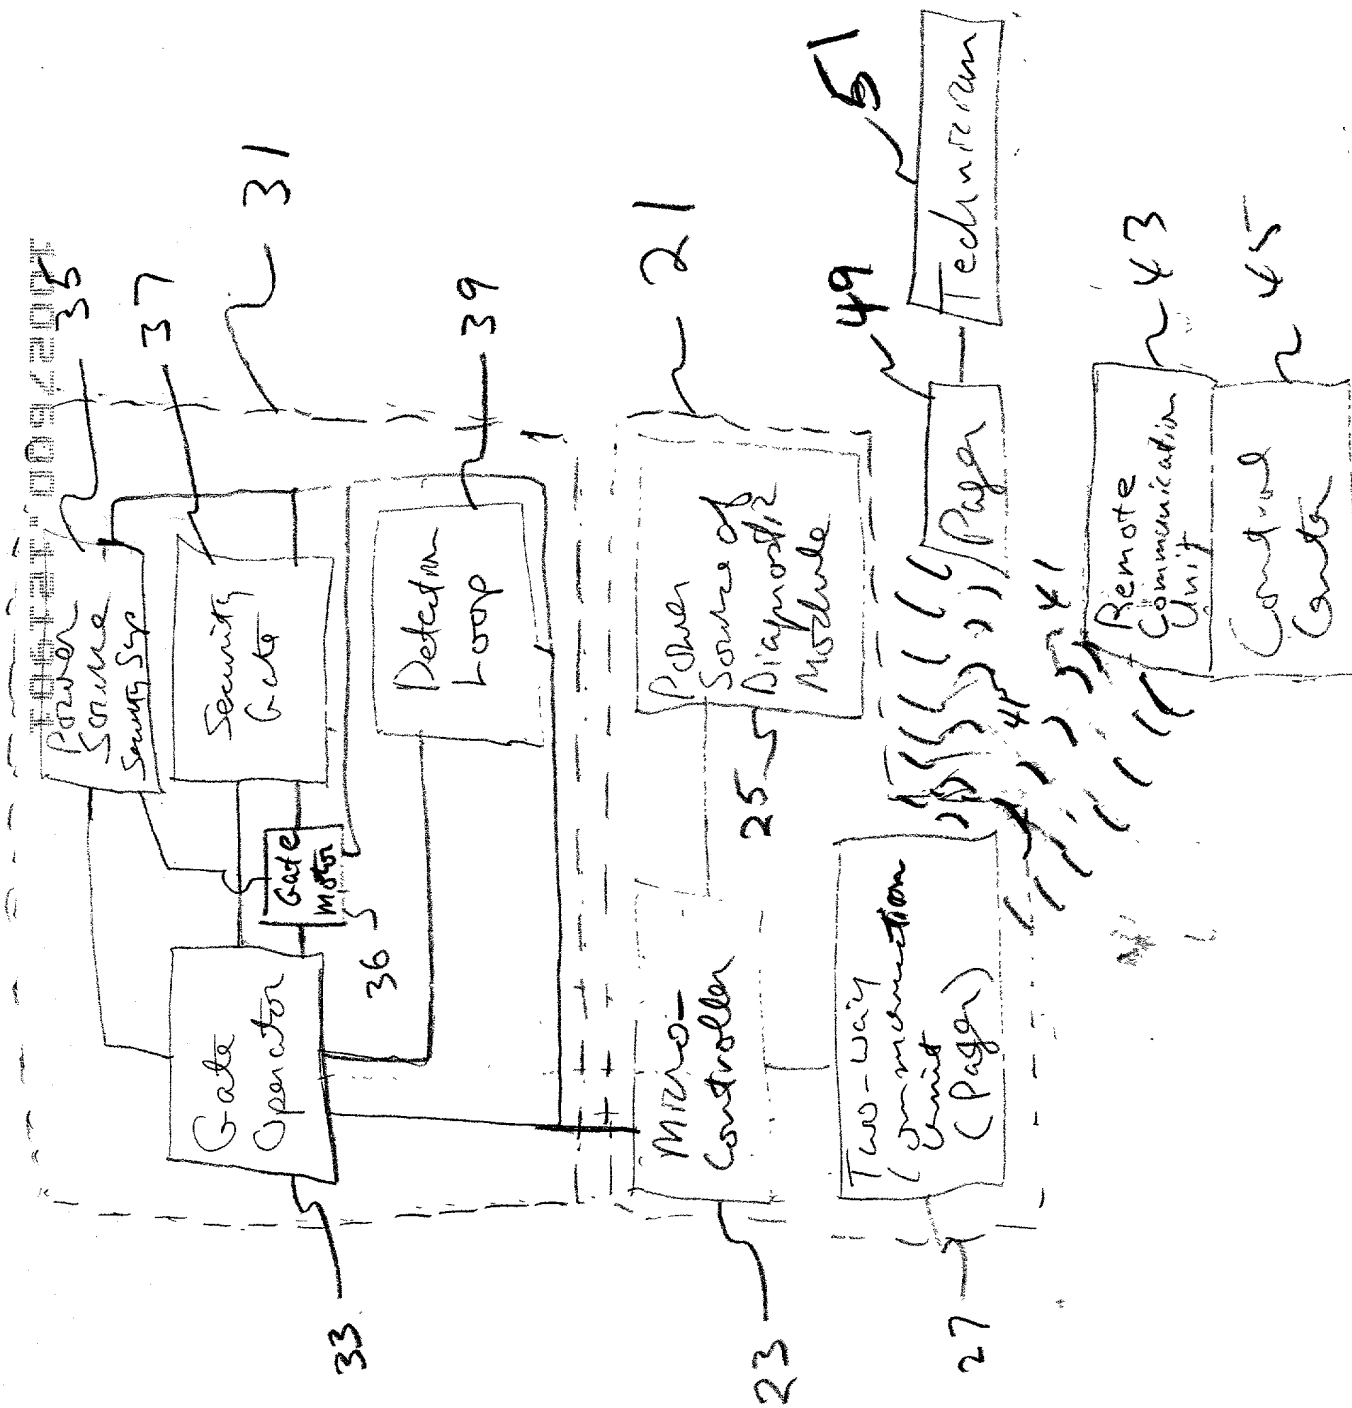 35
Power
Source
Security Sys
37
Security
Gate
31
Gate
Motor
36
Gate
Operator
33
Detection
Loop
39
21
Micro-
Controller
23
Power
Source of
Diagnostic
Module
25
Two-way
Communication
Unit
(Pager)
27
41
41
Pager
49
Technician
51
Remote
Communication
Unit
43
Control
Center
45